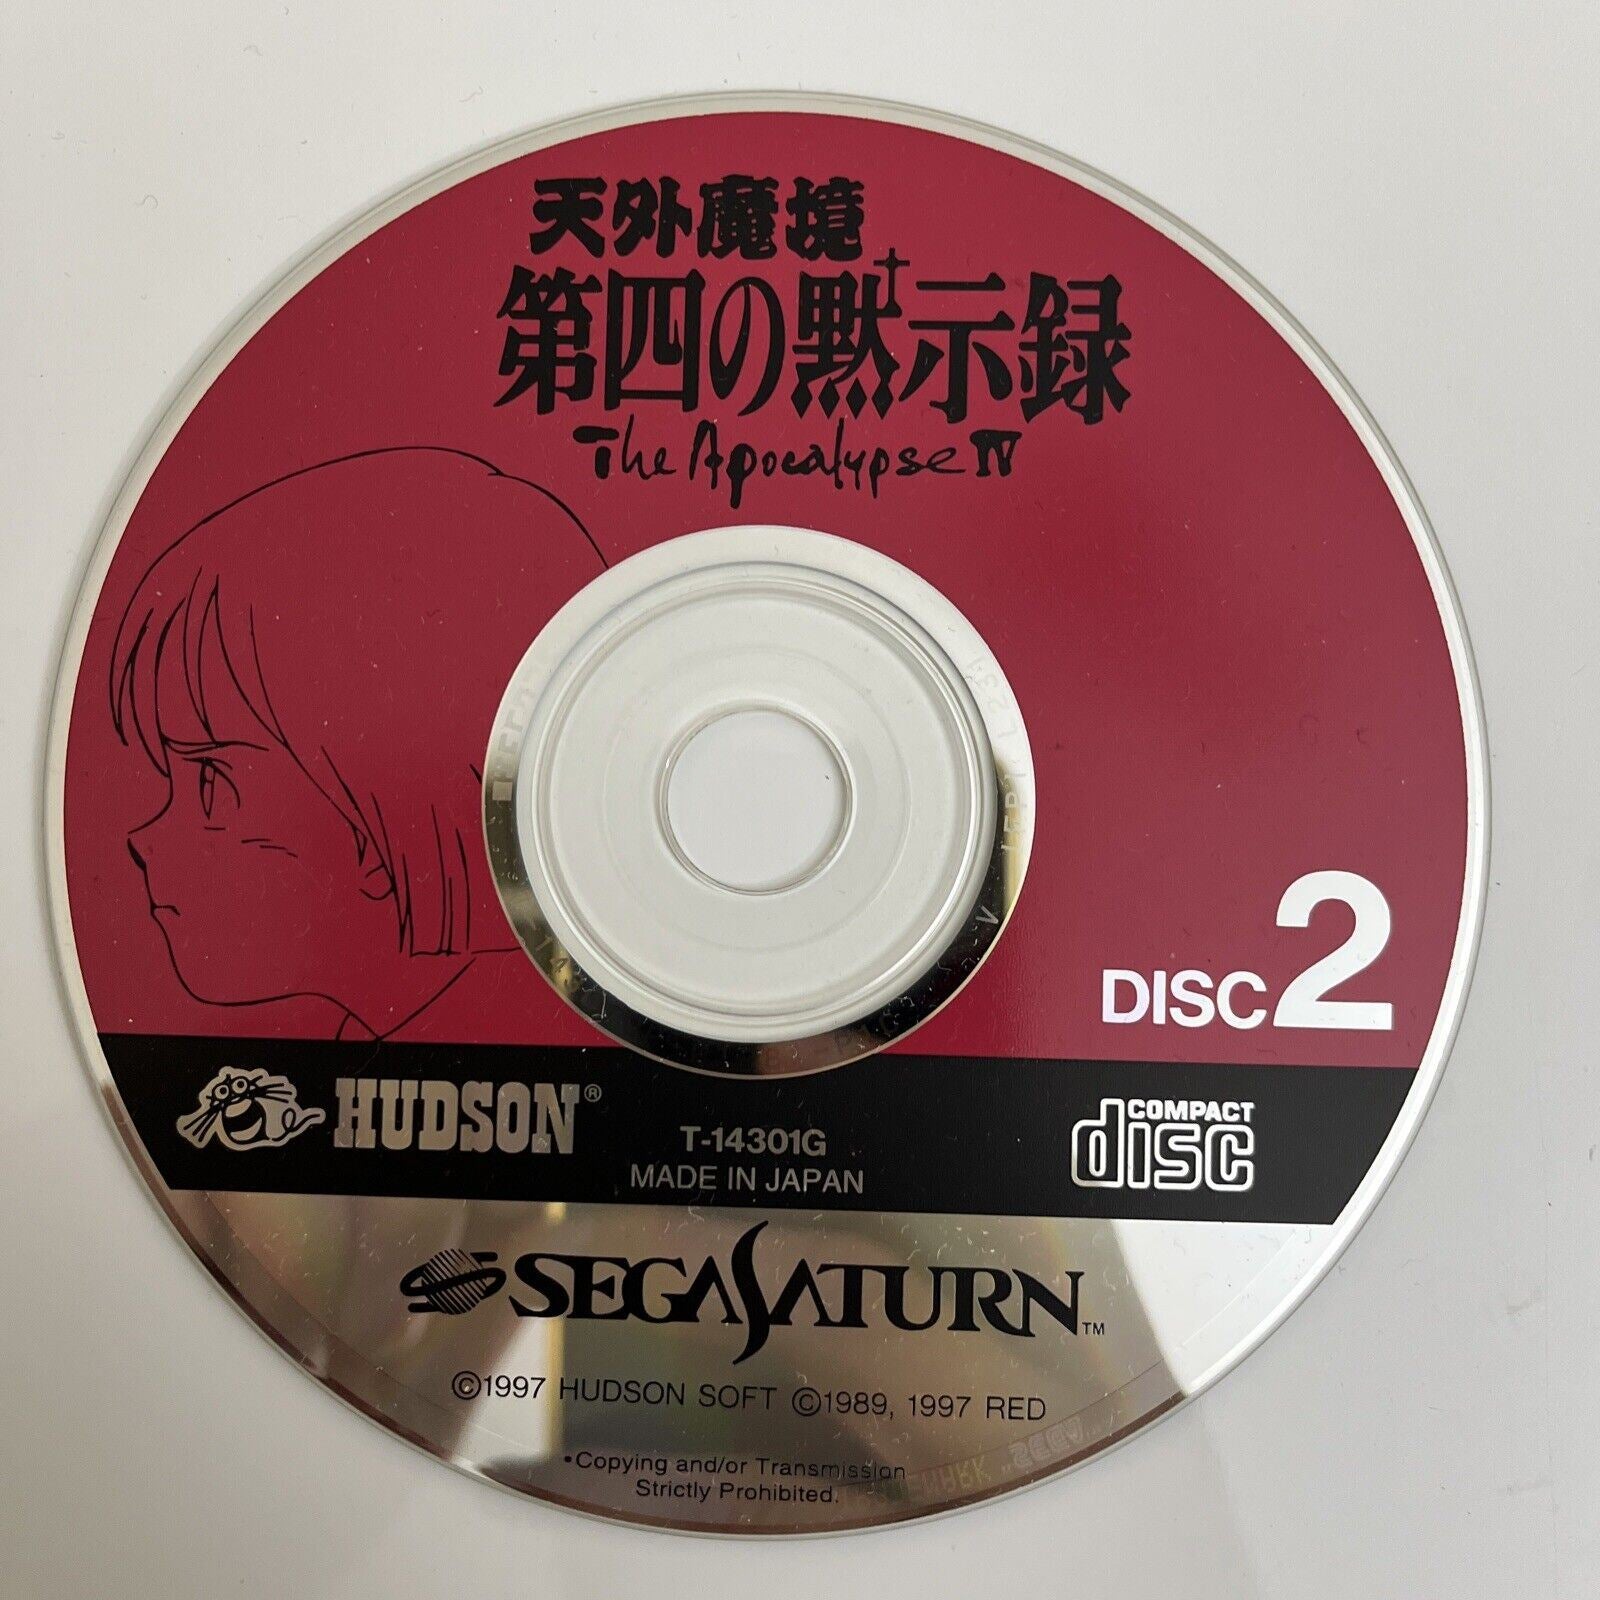 天外魔境
第四の黙示録
The Apocalypse IV
DISC 2
HUDSON®
T-14301G
MADE IN JAPAN
COMPACT
disc
SEGA SATURN™
©1997 HUDSON SOFT ©1989, 1997 RED
•Copying and/or Transmission
Strictly Prohibited.